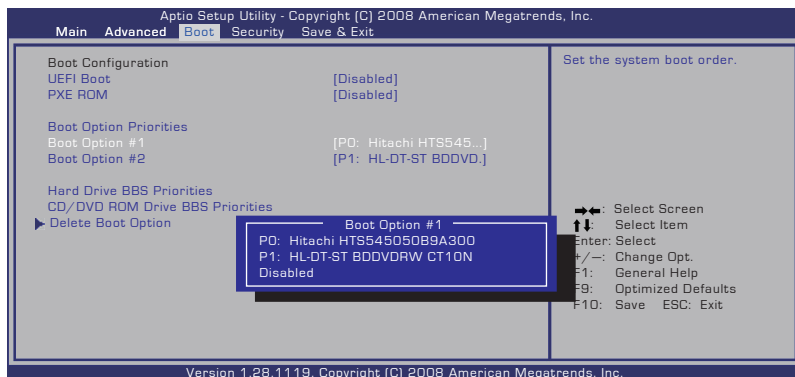 Aptio Setup Utility - Copyright (C) 2008 American Megatrends, Inc.
Main Advanced Boot Security Save & Exit
Boot Configuration
UEFI Boot [Disabled]
PXE ROM [Disabled]
Boot Option Priorities
Boot Option #1 [P0: Hitachi HTS545...]
Boot Option #2 [P1: HL-DT-ST BDDVD.]
Hard Drive BBS Priorities
CD/DVD ROM Drive BBS Priorities
Delete Boot Option
Boot Option #1
P0: Hitachi HTS545050B9A300
P1: HL-DT-ST BDDVDRW CT10N
Disabled
Set the system boot order.
→←: Select Screen
↑↓: Select Item
Enter: Select
+/—: Change Opt.
F1: General Help
F9: Optimized Defaults
F10: Save ESC: Exit
Version 1.28.1119. Copyright (C) 2008 American Megatrends, Inc.